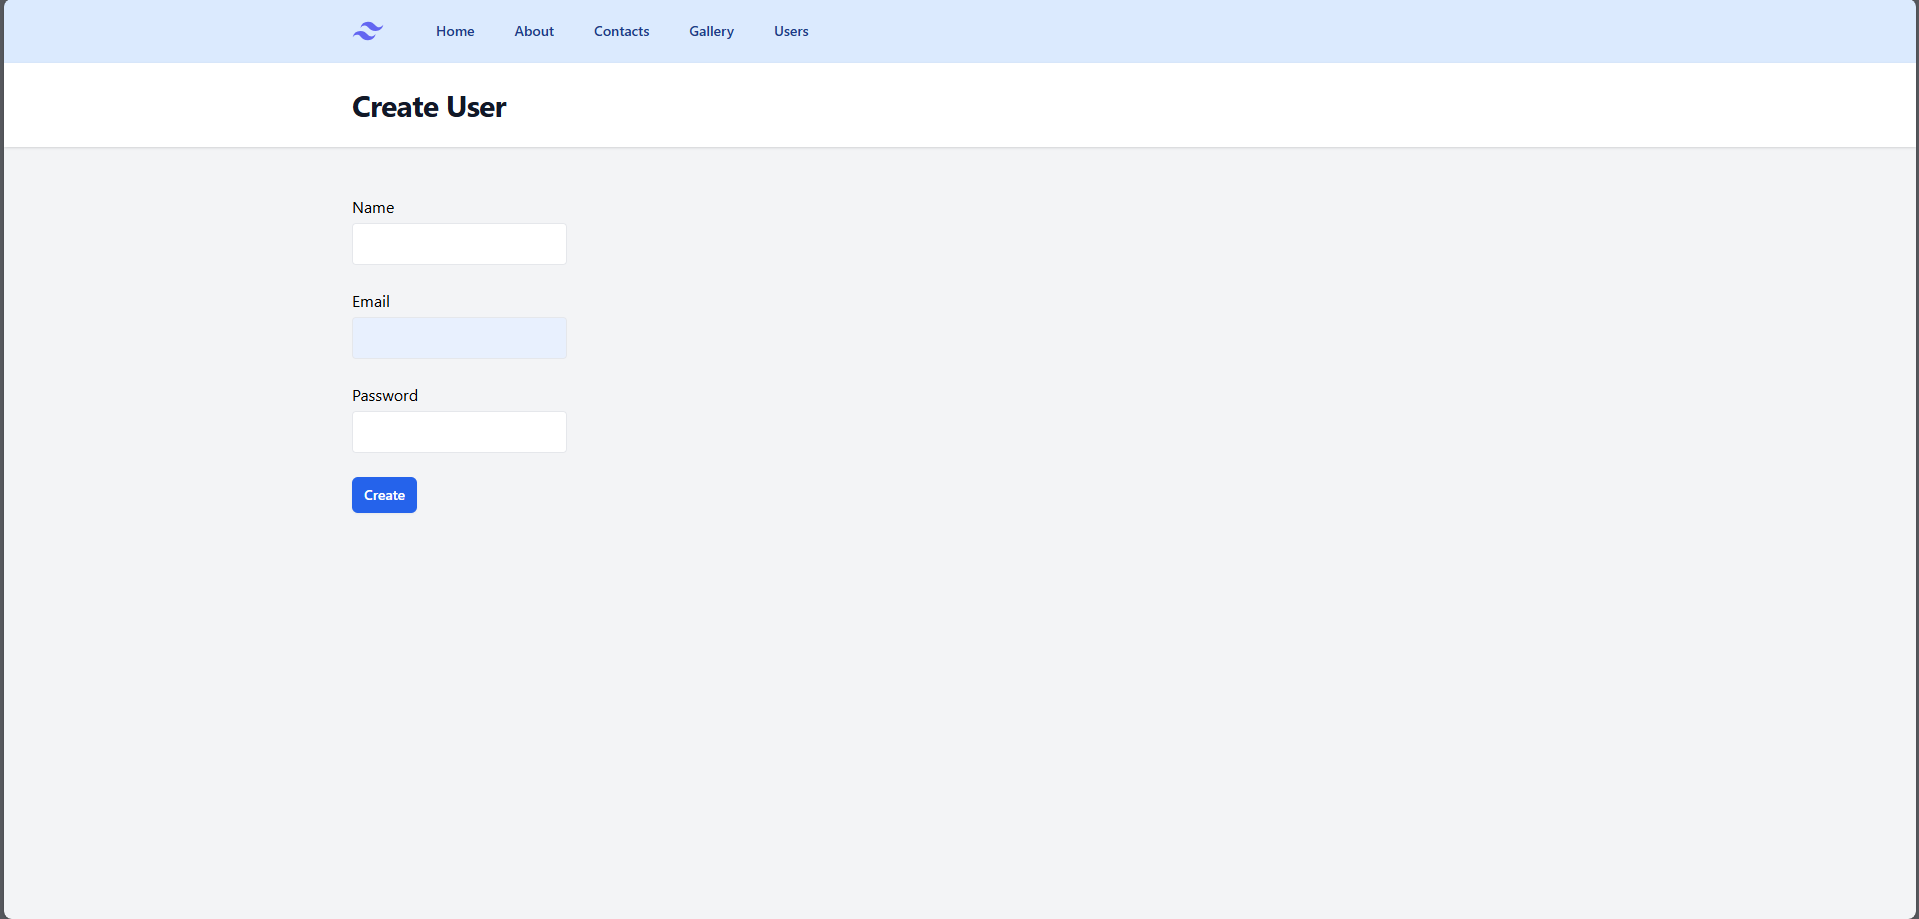 Home About Contacts Gallery Users
Create User
Name
Email
Password
Create